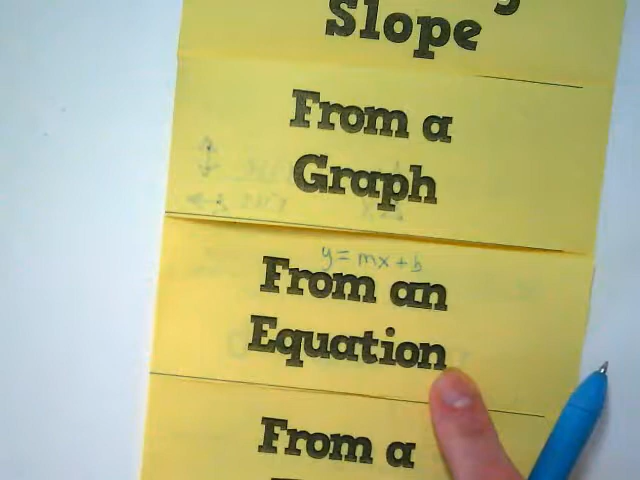 Slope
From a
Graph
y = mx + b
From an
Equation
From a